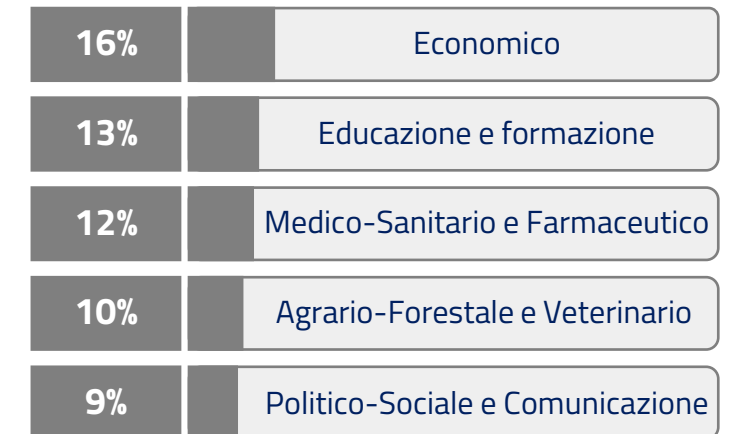 16% Economico
13% Educazione e formazione
12% Medico-Sanitario e Farmaceutico
10% Agrario-Forestale e Veterinario
9% Politico-Sociale e Comunicazione